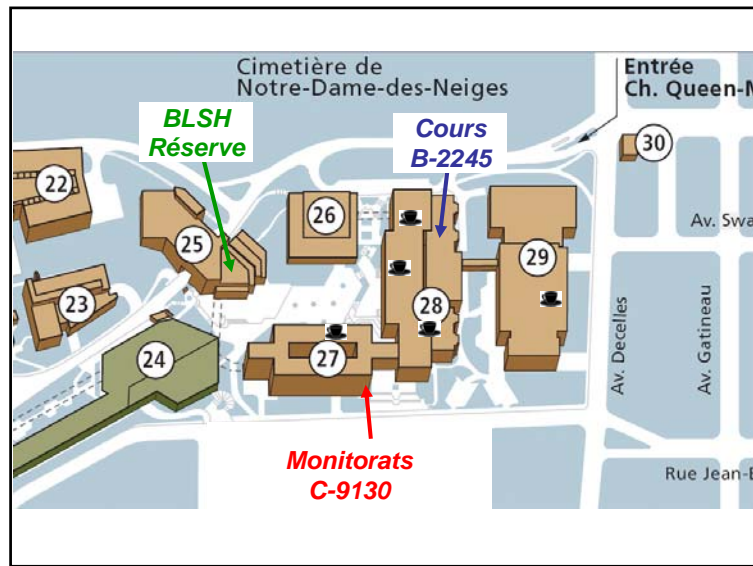 Cimetière de
Notre-Dame-des-Neiges
Entrée
Ch. Queen-M
BLSH
Réserve
Cours
B-2245
22
23
24
25
26
27
28
29
30
Av. Swa
Av. Decelles
Av. Gatineau
Monitorats
C-9130
Rue Jean-B